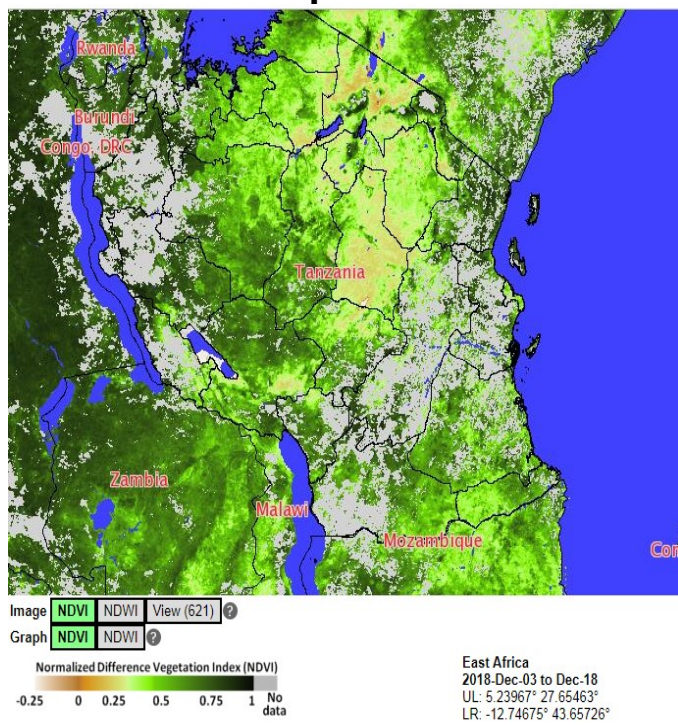 Rwanda
Burundi
Congo, DRC
Tanzania
Zambia
Malawi
Mozambique
Image NDVI NDWI View (621) ?
Graph NDVI NDWI ?
Normalized Difference Vegetation Index (NDVI)
-0.25 0 0.25 0.5 0.75 1 No data
East Africa
2018-Dec-03 to Dec-18
UL: 5.23967° 27.65463°
LR: -12.74675° 43.65726°